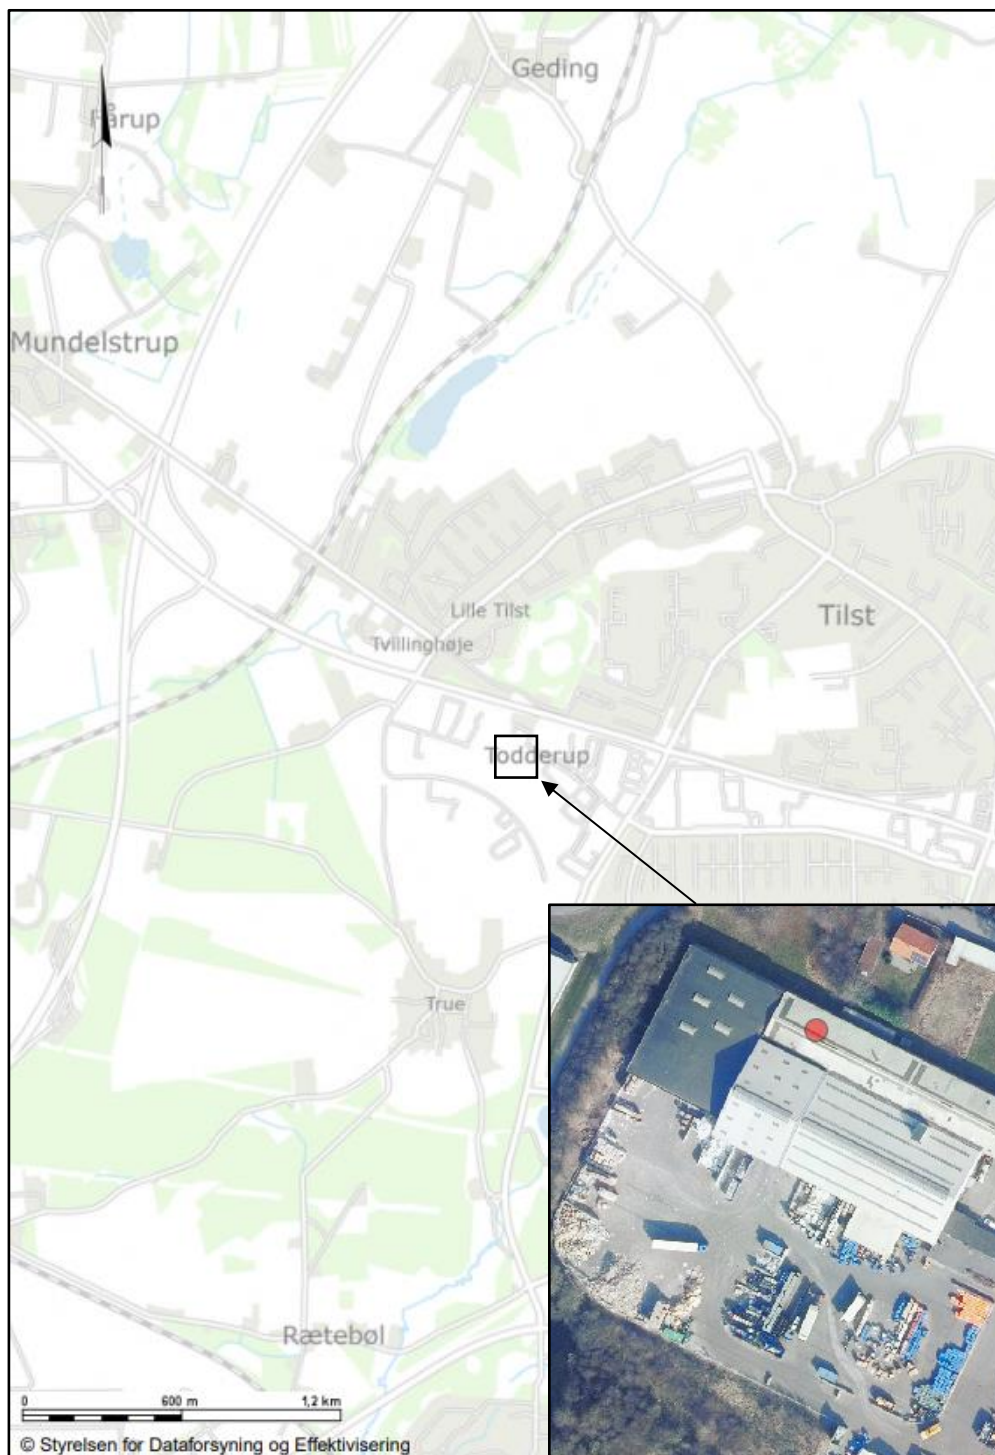 Geding
Fårup
Mundelstrup
Lille Tilst
Tilst
Tvillinghøje
Todderup
True
Rætebøl
0 600 m 1,2 km
© Styrelsen for Dataforsyning og Effektivisering